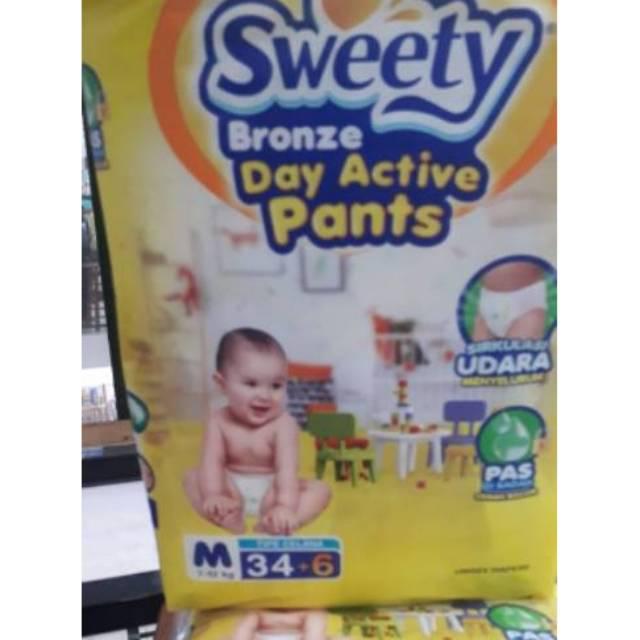 Sweety
Bronze
Day Active
Pants
SIRKULASI
UDARA
MENYELURUH
PAS
TIPE CELANA
M
34+6